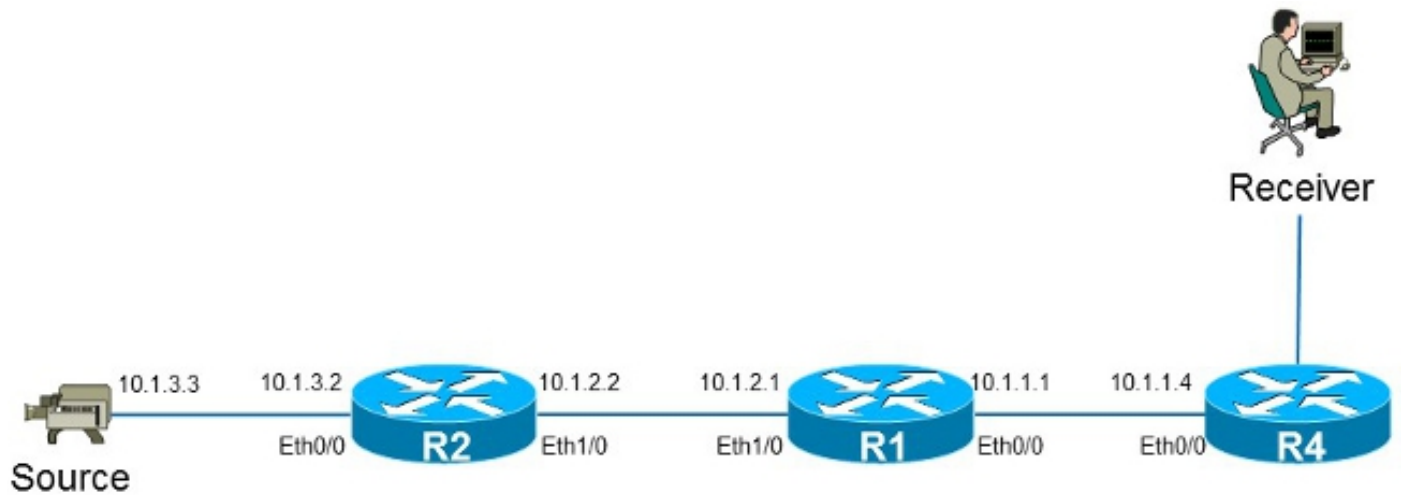 Receiver
10.1.3.3
10.1.3.2
10.1.2.2
10.1.2.1
10.1.1.1
10.1.1.4
Eth0/0
R2
Eth1/0
Eth1/0
R1
Eth0/0
Eth0/0
R4
Source